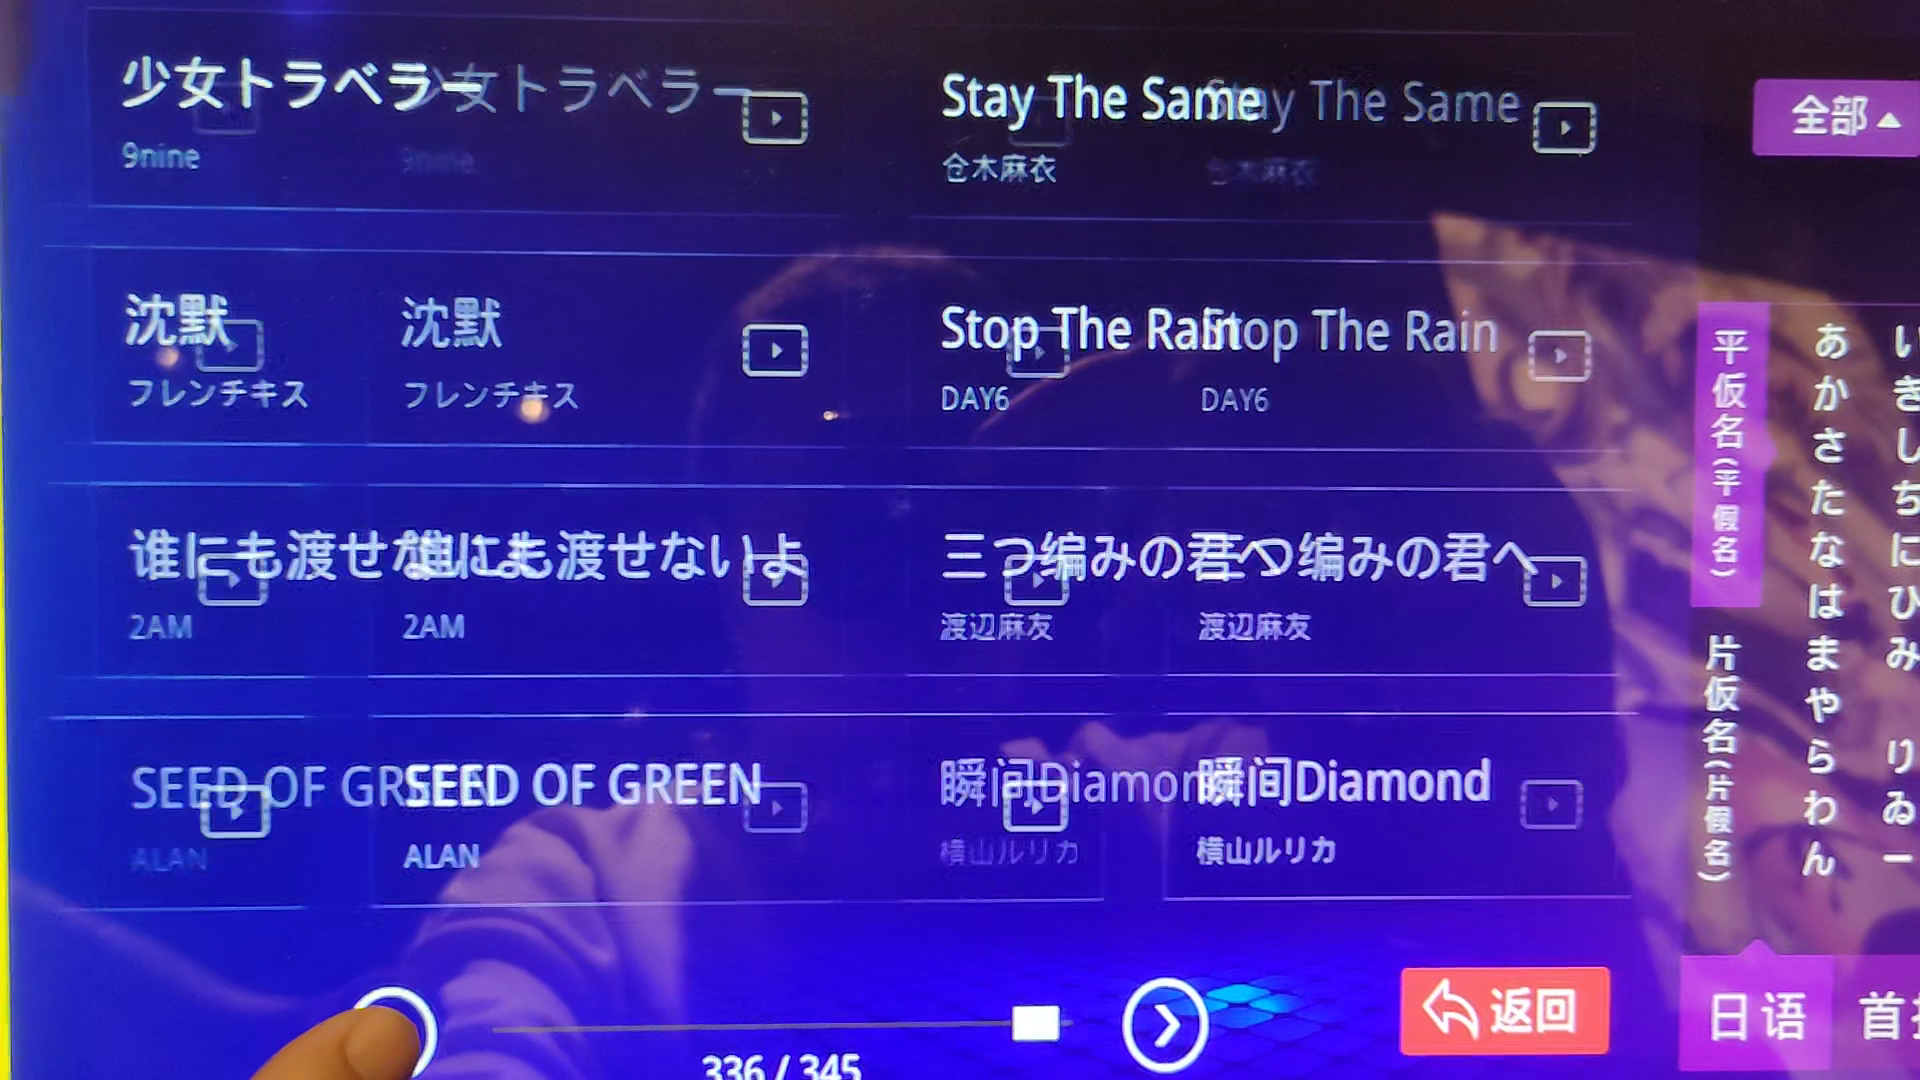 少女トラベラー
9nine
Stay The Same
仓木麻衣
全部
沈默
フレンチキス
Stop The Rain
DAY6
谁にも渡せないよ
2AM
三つ编みの君へ
渡辺麻友
SEED OF GREEN
ALAN
瞬间Diamond
横山ルリカ
平仮名(平假名)
片仮名(片假名)
あかさたなはまやらわん
いきしちにひみ りゐー
336 / 345
返回
日语
首